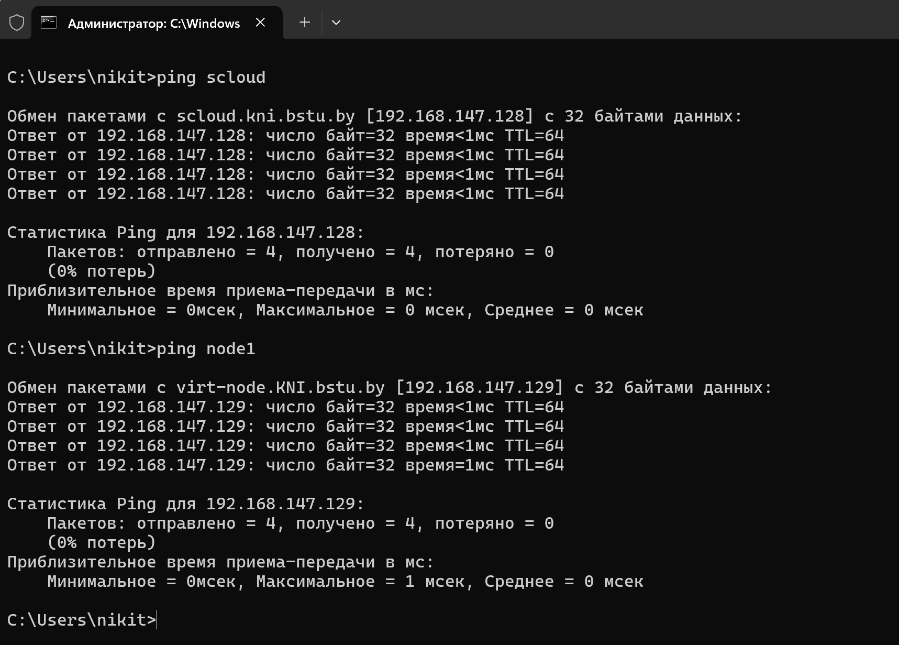 Администратор: C:\Windows
C:\Users\nikit>ping scloud
Обмен пакетами с scloud.kni.bstu.by [192.168.147.128] с 32 байтами данных:
Ответ от 192.168.147.128: число байт=32 время<1мс TTL=64
Ответ от 192.168.147.128: число байт=32 время<1мс TTL=64
Ответ от 192.168.147.128: число байт=32 время<1мс TTL=64
Ответ от 192.168.147.128: число байт=32 время<1мс TTL=64
Статистика Ping для 192.168.147.128:
Пакетов: отправлено = 4, получено = 4, потеряно = 0
(0% потерь)
Приблизительное время приема-передачи в мс:
Минимальное = 0мсек, Максимальное = 0 мсек, Среднее = 0 мсек
C:\Users\nikit>ping node1
Обмен пакетами с virt-node.KNI.bstu.by [192.168.147.129] с 32 байтами данных:
Ответ от 192.168.147.129: число байт=32 время<1мс TTL=64
Ответ от 192.168.147.129: число байт=32 время<1мс TTL=64
Ответ от 192.168.147.129: число байт=32 время<1мс TTL=64
Ответ от 192.168.147.129: число байт=32 время=1мс TTL=64
Статистика Ping для 192.168.147.129:
Пакетов: отправлено = 4, получено = 4, потеряно = 0
(0% потерь)
Приблизительное время приема-передачи в мс:
Минимальное = 0мсек, Максимальное = 1 мсек, Среднее = 0 мсек
C:\Users\nikit>